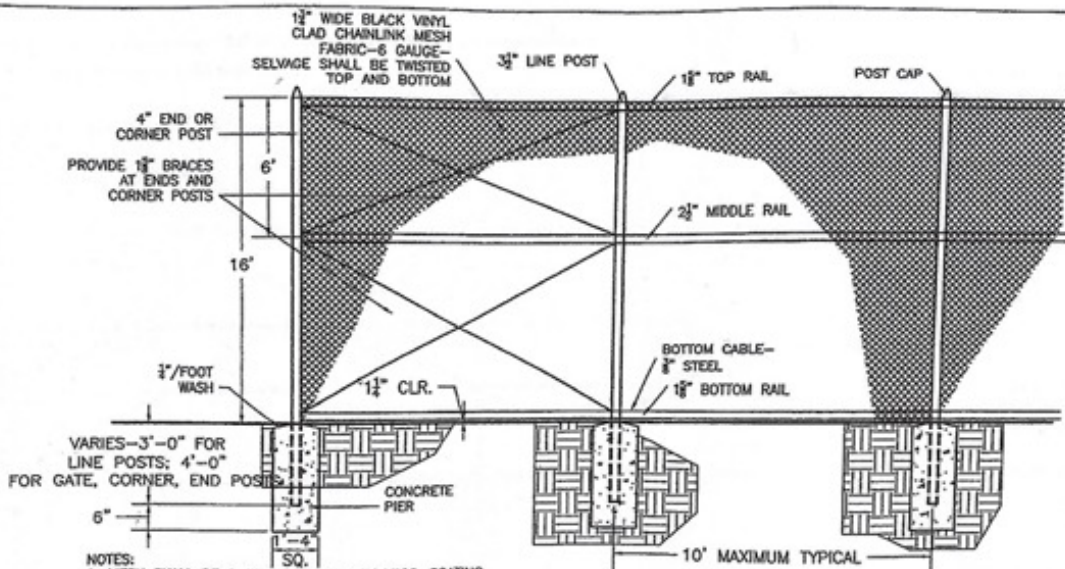 1¾" WIDE BLACK VINYL
CLAD CHAINLINK MESH
FABRIC-6 GAUGE-
SELVAGE SHALL BE TWISTED
TOP AND BOTTOM
3½" LINE POST
1⅝" TOP RAIL
POST CAP
4" END OR
CORNER POST
6'
PROVIDE 1⅝" BRACES
AT ENDS AND
CORNER POSTS
2½" MIDDLE RAIL
16'
BOTTOM CABLE-
⅜" STEEL
1⅝" BOTTOM RAIL
/FOOT
WASH
1¼" CLR.
VARIES-3'-0" FOR
LINE POSTS; 4'-0"
FOR GATE, CORNER, END POSTS
CONCRETE
PIER
6"
1'-4"
SQ.
10' MAXIMUM TYPICAL
NOTES: